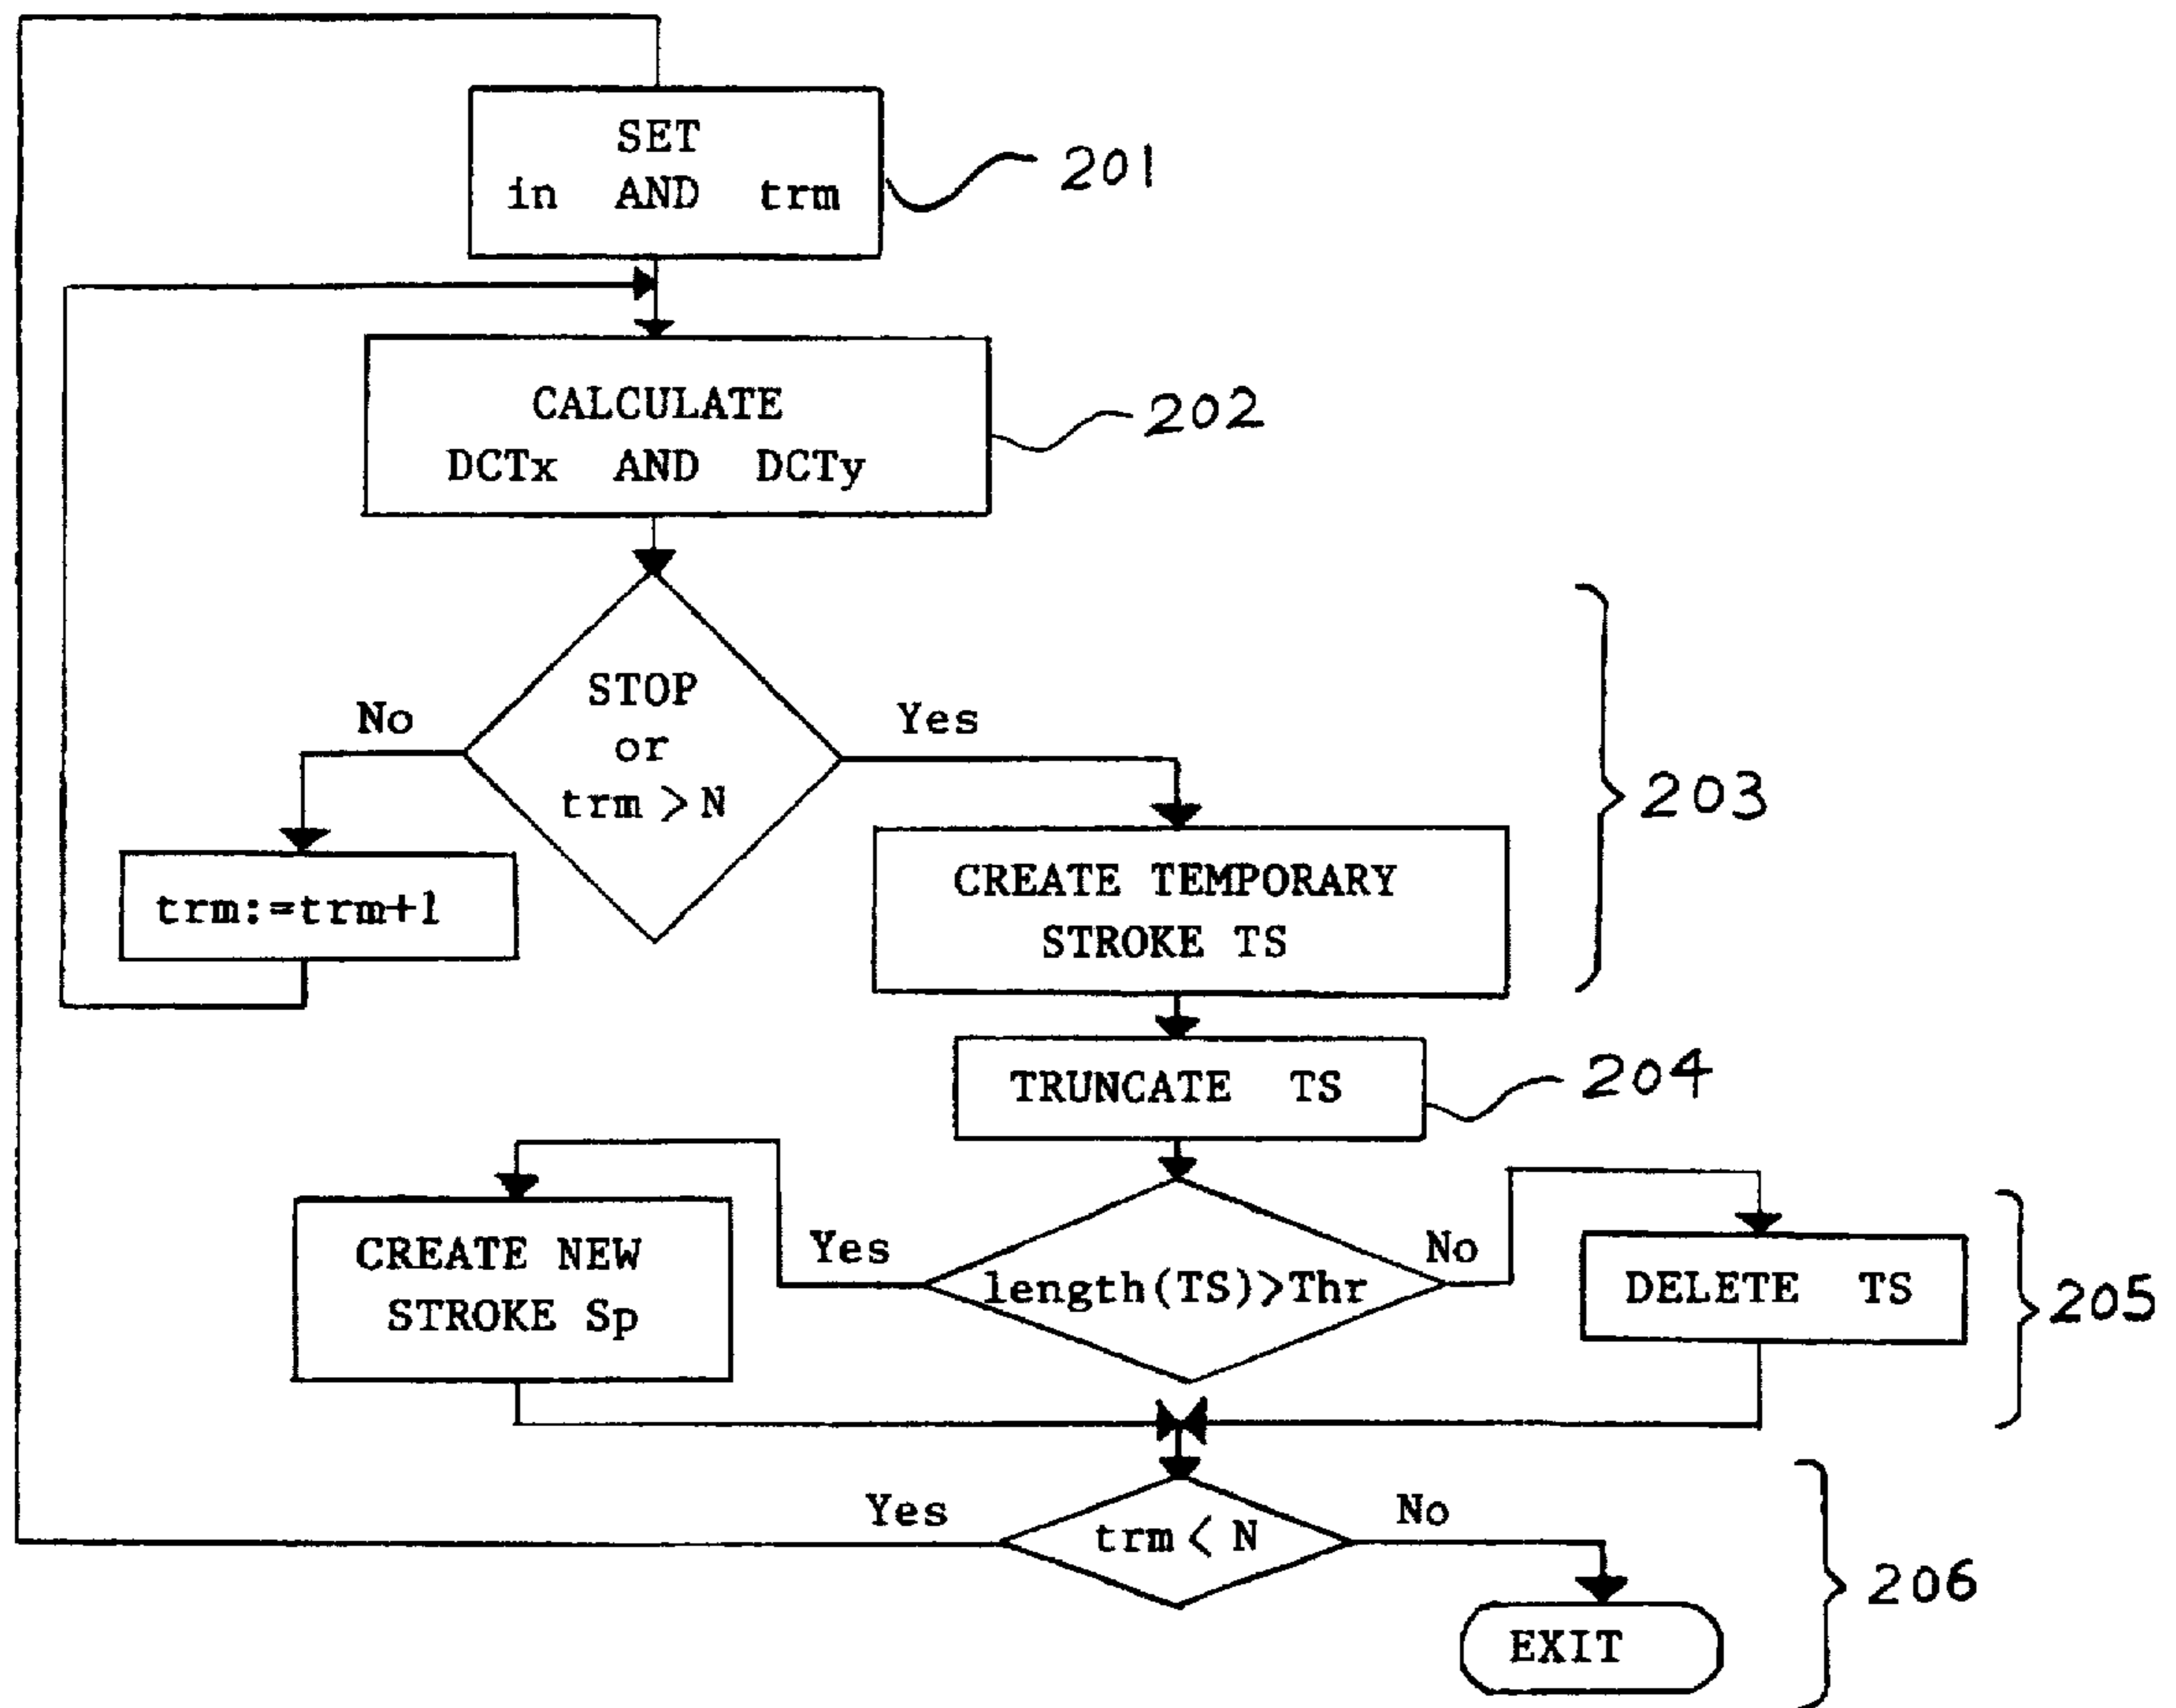 SET
in AND trm
201
CALCULATE
DCTx AND DCTy
202
STOP
or
trm > N
No
Yes
203
trm:=trm+1
CREATE TEMPORARY
STROKE TS
TRUNCATE TS
204
CREATE NEW
STROKE Sp
Yes
length(TS)>Thr
No
DELETE TS
205
Yes
trm < N
No
206
EXIT